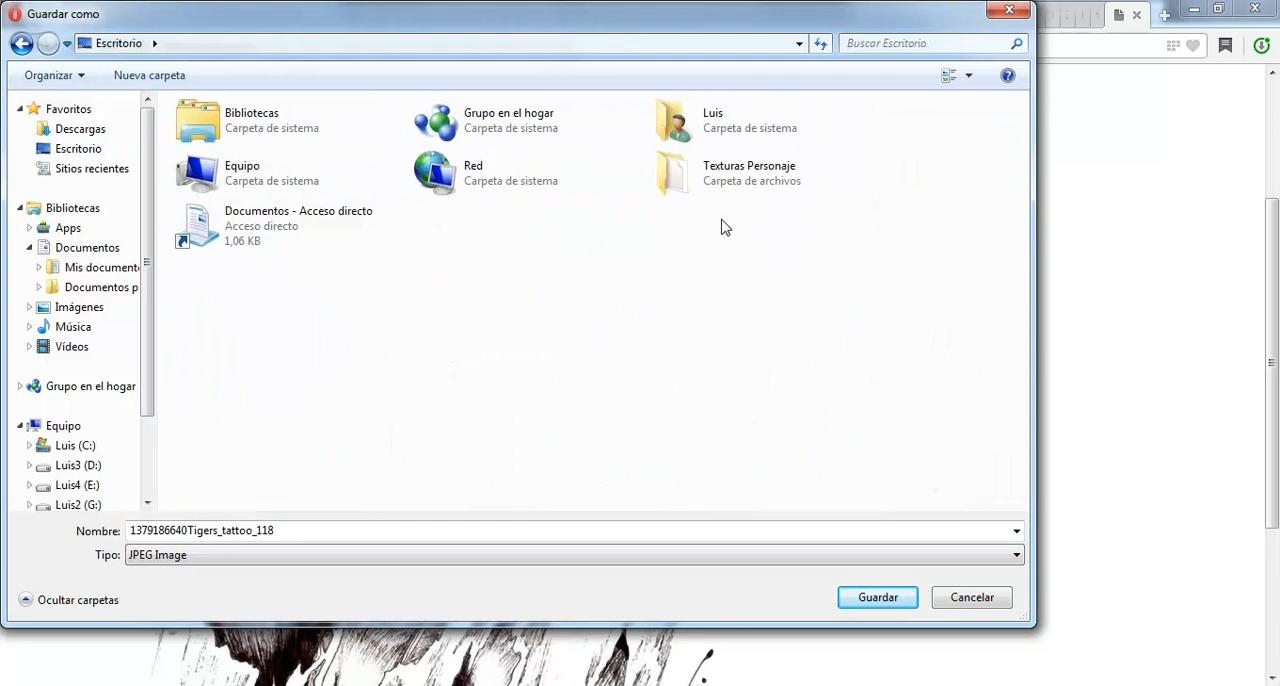 Guardar como
Escritorio
Buscar Escritorio
Organizar
Nueva carpeta
Favoritos
Descargas
Escritorio
Sitios recientes
Bibliotecas
Apps
Documentos
Mis document
Documentos p
Imágenes
Música
Vídeos
Grupo en el hogar
Equipo
Luis (C:)
Luis3 (D:)
Luis4 (E:)
Luis2 (G:)
Bibliotecas
Carpeta de sistema
Grupo en el hogar
Carpeta de sistema
Luis
Carpeta de sistema
Equipo
Carpeta de sistema
Red
Carpeta de sistema
Texturas Personaje
Carpeta de archivos
Documentos - Acceso directo
Acceso directo
1,06 KB
Nombre: 1379186640Tigers_tattoo_118
Tipo: JPEG Image
Ocultar carpetas
Guardar
Cancelar